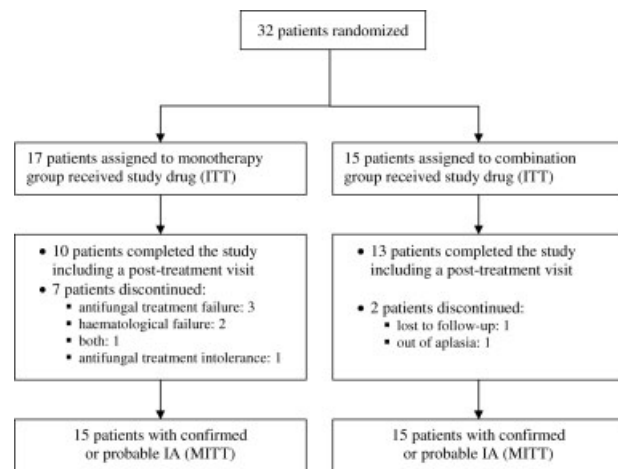 32 patients randomized
17 patients assigned to monotherapy
group received study drug (ITT)
15 patients assigned to combination
group received study drug (ITT)
• 10 patients completed the study
including a post-treatment visit
• 7 patients discontinued:
▪ antifungal treatment failure: 3
▪ haematological failure: 2
▪ both: 1
▪ antifungal treatment intolerance: 1
• 13 patients completed the study
including a post-treatment visit
• 2 patients discontinued:
▪ lost to follow-up: 1
▪ out of aplasia: 1
15 patients with confirmed
or probable IA (MITT)
15 patients with confirmed
or probable IA (MITT)